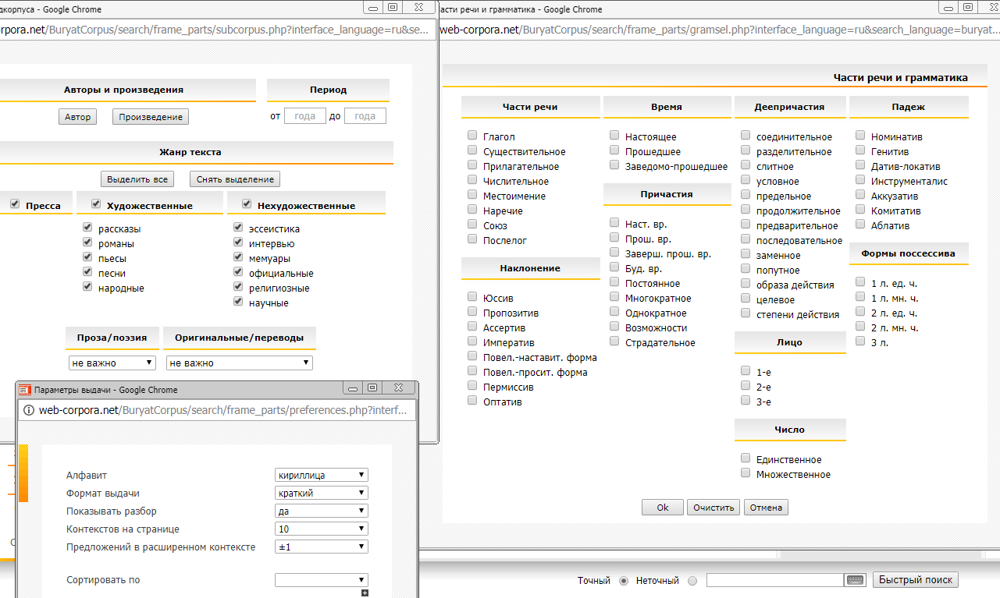 дкорпуса - Google Chrome
orpora.net/BuryatCorpus/search/frame_parts/subcorpus.php?interface_language=ru&se...
Авторы и произведения
Период
Автор
Произведение
от года до года
Жанр текста
Выделить все
Снять выделение
Пресса
Художественные
Нехудожественные
рассказы
романы
пьесы
песни
народные
эссеистика
интервью
мемуары
официальные
религиозные
научные
Проза/поэзия
Оригинальные/переводы
не важно
не важно
Параметры выдачи - Google Chrome
web-corpora.net/BuryatCorpus/search/frame_parts/preferences.php?interf...
Алфавит кириллица
Формат выдачи краткий
Показывать разбор да
Контекстов на странице 10
Предложений в расширенном контексте ±1
Сортировать по
Части речи и грамматика - Google Chrome
web-corpora.net/BuryatCorpus/search/frame_parts/gramsel.php?interface_language=ru&search_language=buryat...
Части речи и грамматика
Части речи
Глагол
Существительное
Прилагательное
Числительное
Местоимение
Наречие
Союз
Послелог
Наклонение
Юссив
Пропозитив
Ассертив
Императив
Повел.-наставит. форма
Повел.-просит. форма
Пермиссив
Оптатив
Время
Настоящее
Прошедшее
Заведомо-прошедшее
Причастия
Наст. вр.
Прош. вр.
Заверш. прош. вр.
Буд. вр.
Постоянное
Многократное
Однократное
Возможности
Страдательное
Деепричастия
соединительное
разделительное
слитное
условное
предельное
продолжительное
предварительное
последовательное
заменное
попутное
образа действия
целевое
степени действия
Лицо
1-е
2-е
3-е
Число
Единственное
Множественное
Падеж
Номинатив
Генитив
Датив-локатив
Инструменталис
Аккузатив
Комитатив
Аблатив
Формы поссессива
1 л. ед. ч.
1 л. мн. ч.
2 л. ед. ч.
2 л. мн. ч.
3 л.
Ok
Очистить
Отмена
Точный
Неточный
Быстрый поиск